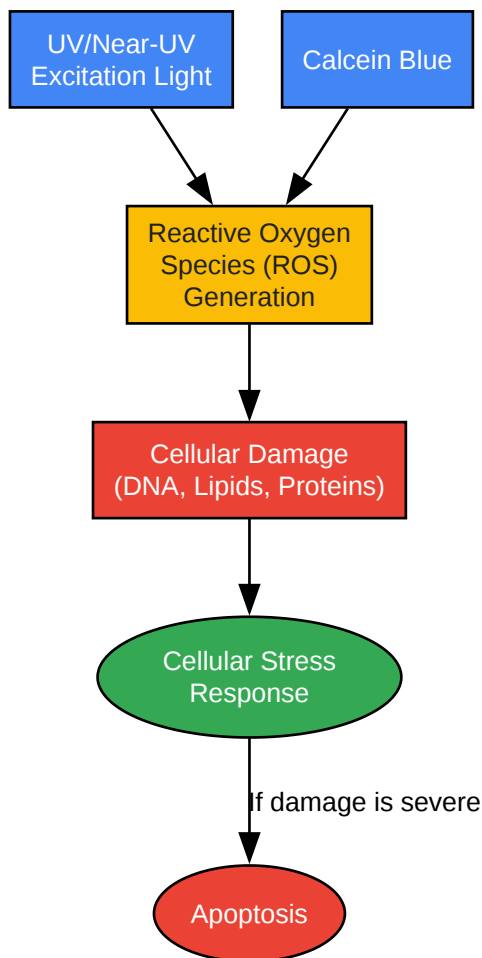 UV/Near-UV
Excitation Light
Calcein Blue
Reactive Oxygen
Species (ROS)
Generation
Cellular Damage
(DNA, Lipids, Proteins)
Cellular Stress
Response
If damage is severe
Apoptosis